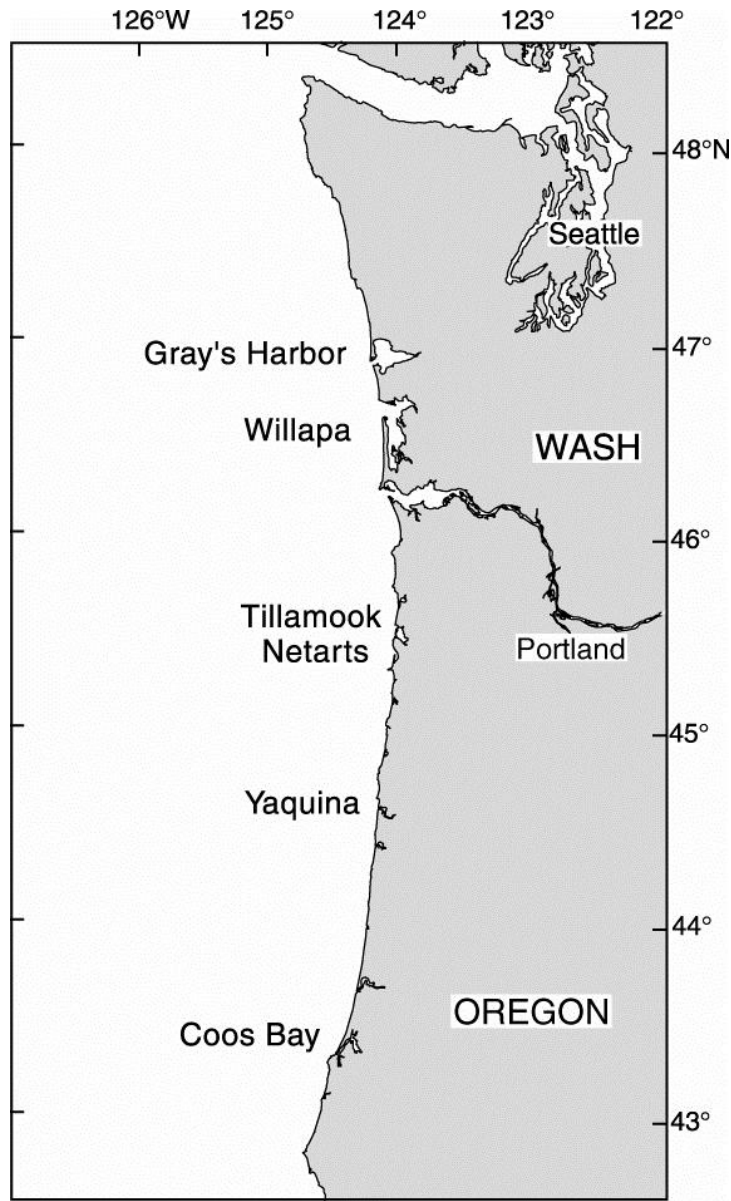 126°W 125° 124° 123° 122°
48°N
Seattle
47°
Gray's Harbor
Willapa
WASH
46°
Tillamook
Netarts
Portland
45°
Yaquina
44°
OREGON
Coos Bay
43°